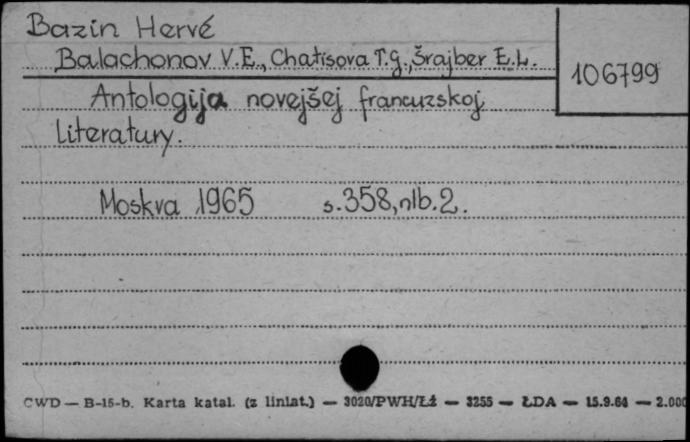 Bazin Hervé
Balachonov V.E., Chatisova T.G., Šrajber E.L.
106799
Antologija novejšej francuzskoj
literatury.
Moskva 1965 s.358, nlb.2.
CWD — B-15-b. Karta katal. (z liniat.) — 3020/PWH/Łż — 3255 — ŁDA — 15.9.64 — 2.000